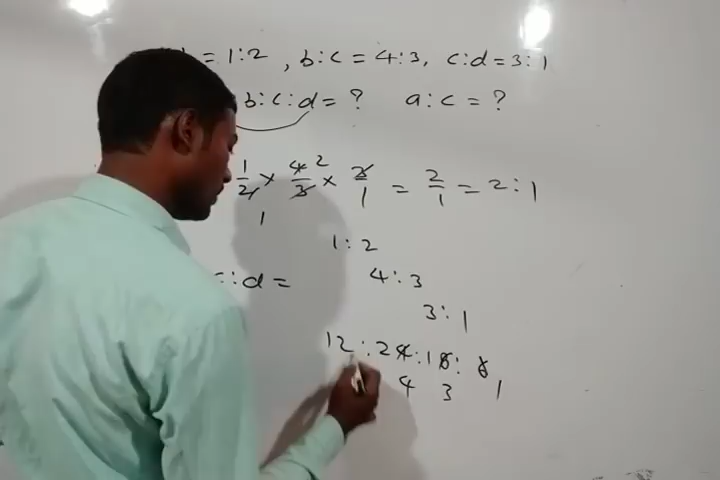 = 1:2 , b:c = 4:3, c:d = 3:1
b:c:d = ? a:c = ?
1/2 × 4/3 × 3/1 = 2/1 = 2:1
1 2
1:2
c:d = 4:3
3:1
12:24:18:6
4 3 1